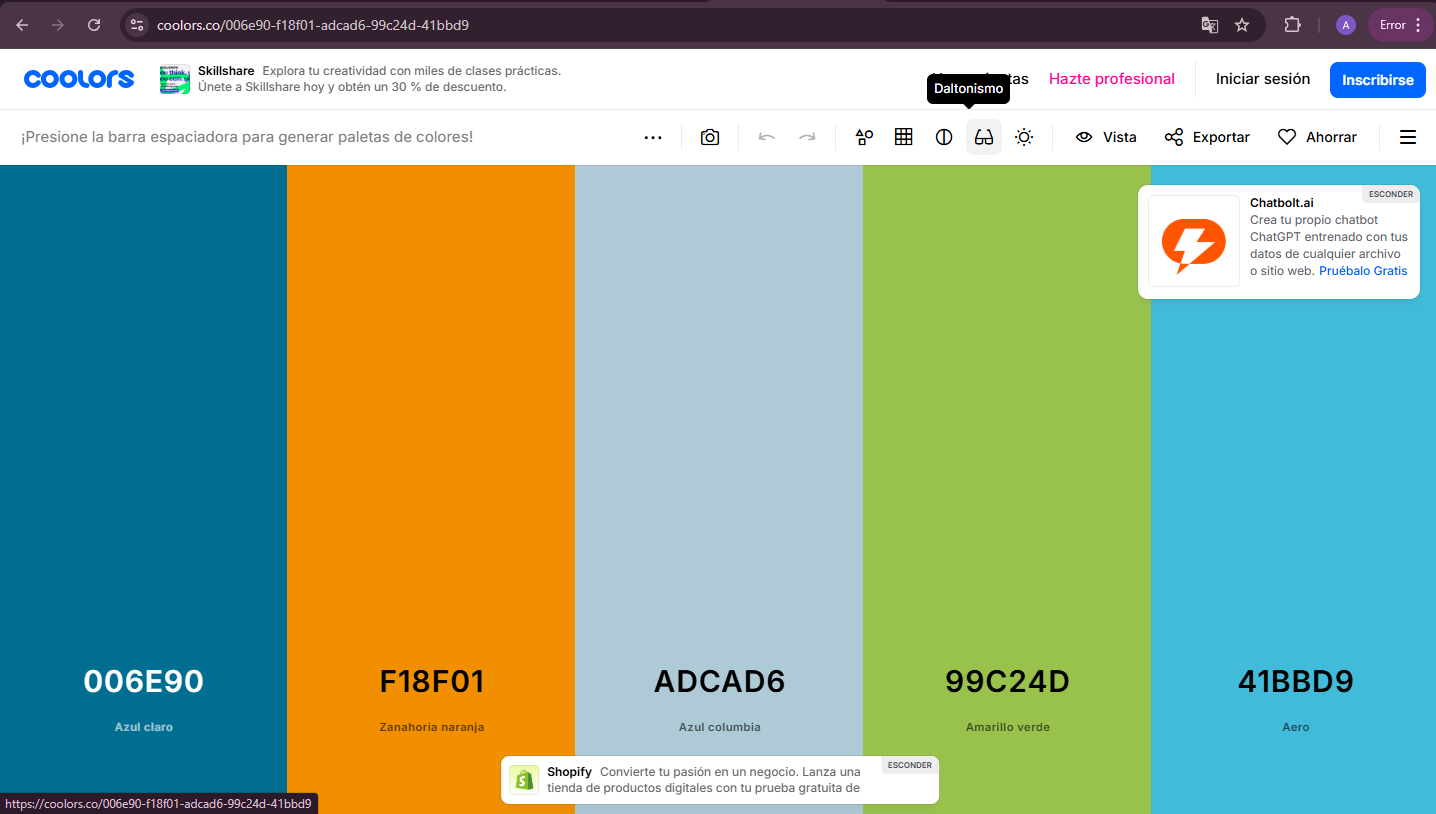 coolors.co/006e90-f18f01-adcad6-99c24d-41bbd9
A
Error
coolors
Skillshare Explora tu creatividad con miles de clases prácticas.
Únete a Skillshare hoy y obtén un 30 % de descuento.
Hazte profesional
Iniciar sesión
Inscribirse
Daltonismo
¡Presione la barra espaciadora para generar paletas de colores!
Vista
Exportar
Ahorrar
ESCONDER
Chatbolt.ai
Crea tu propio chatbot
ChatGPT entrenado con tus
datos de cualquier archivo
o sitio web. Pruébalo Gratis
006E90
Azul claro
F18F01
Zanahoria naranja
ADCAD6
Azul columbia
99C24D
Amarillo verde
41BBD9
Aero
ESCONDER
Shopify Convierte tu pasión en un negocio. Lanza una
tienda de productos digitales con tu prueba gratuita de
https://coolors.co/006e90-f18f01-adcad6-99c24d-41bbd9